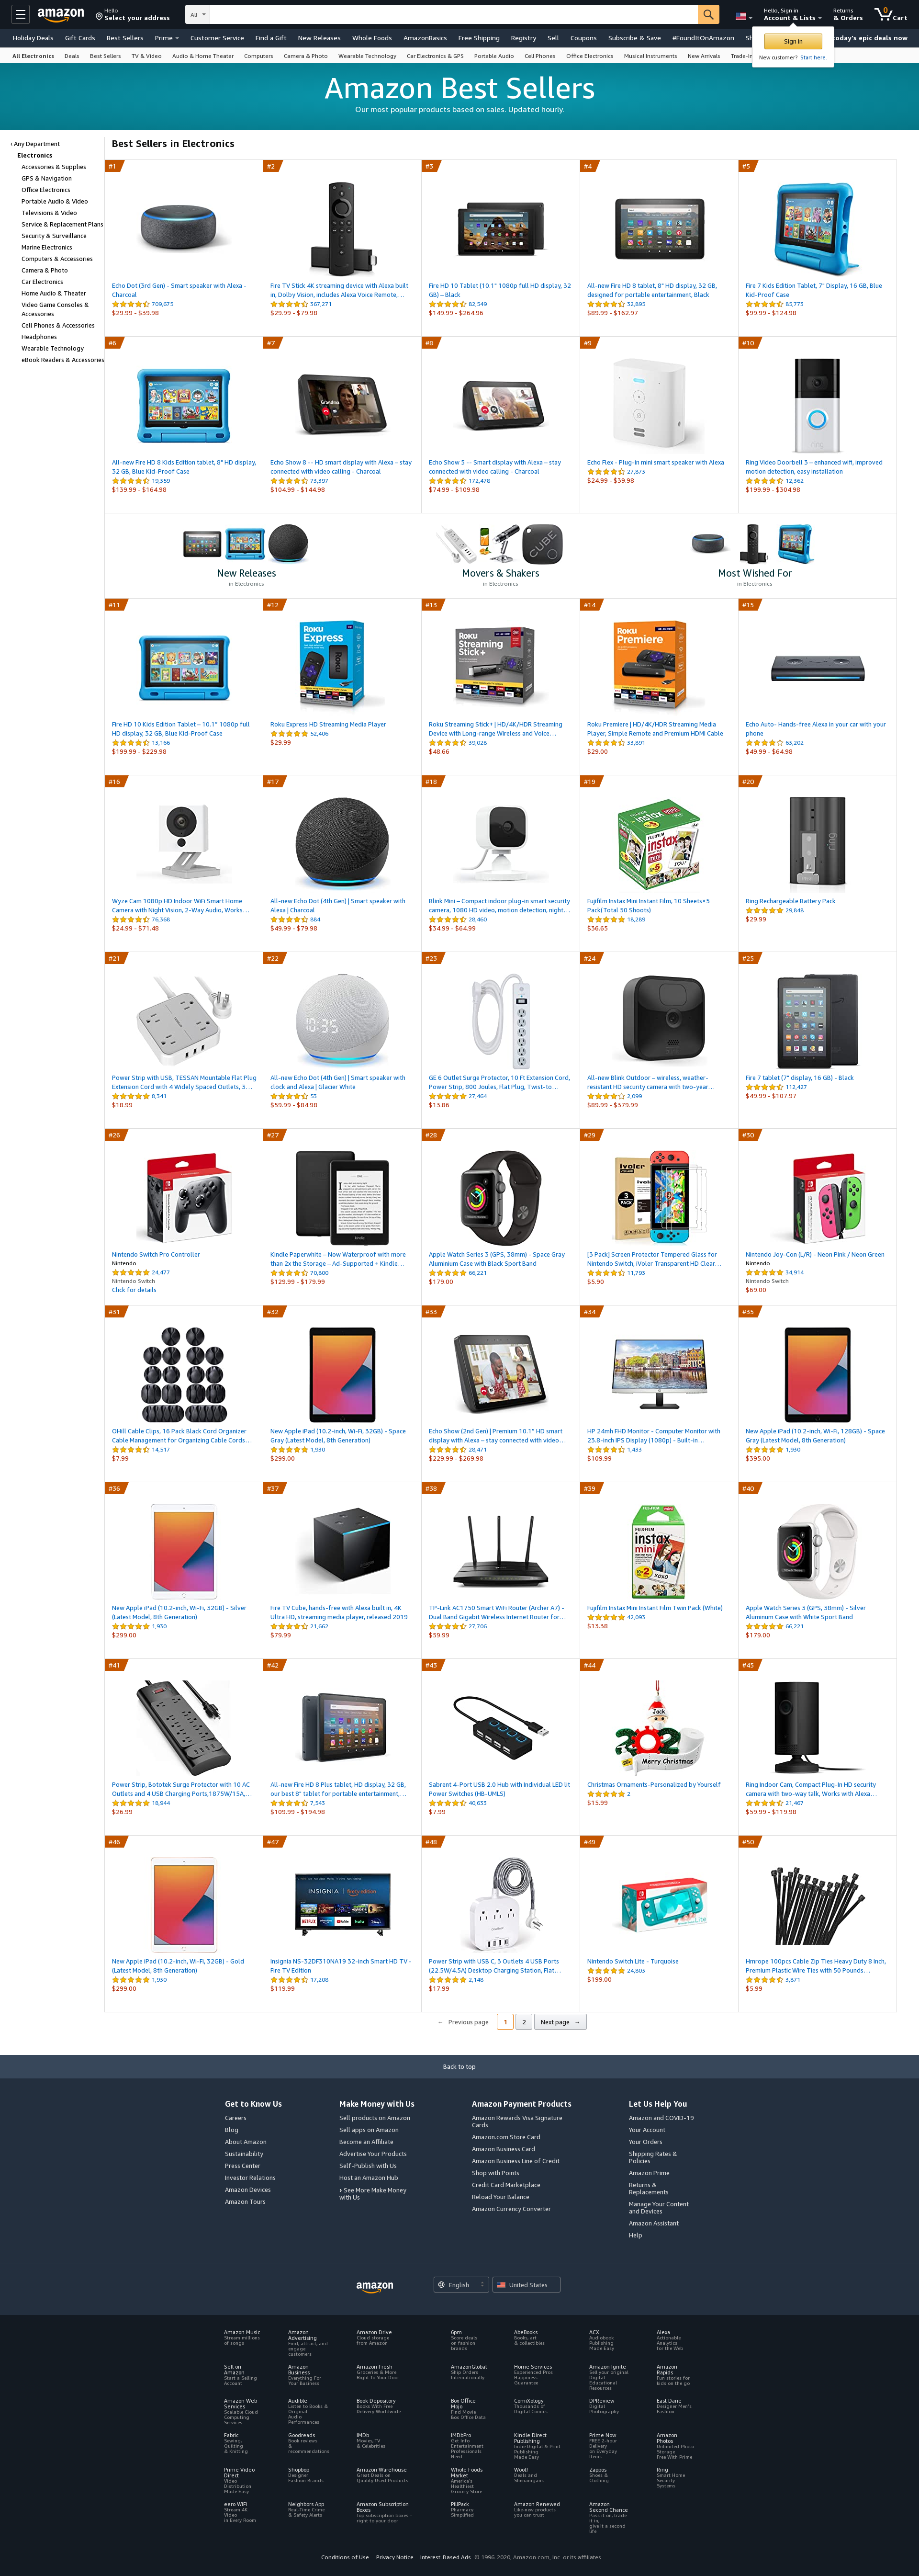 Hello
Select your address
All
Hello, Sign in
Account & Lists
Returns
& Orders
0
Cart
Holiday Deals
Gift Cards
Best Sellers
Prime
Customer Service
Find a Gift
New Releases
Whole Foods
AmazonBasics
Free Shipping
Registry
Sell
Coupons
Subscribe & Save
#FoundItOnAmazon
today's epic deals now
Sign in
New customer? Start here.
All Electronics
Deals
Best Sellers
TV & Video
Audio & Home Theater
Computers
Camera & Photo
Wearable Technology
Car Electronics & GPS
Portable Audio
Cell Phones
Office Electronics
Musical Instruments
New Arrivals
Trade-In
Amazon Best Sellers
Our most popular products based on sales. Updated hourly.
‹ Any Department
Electronics
Accessories & Supplies
GPS & Navigation
Office Electronics
Portable Audio & Video
Televisions & Video
Service & Replacement Plans
Security & Surveillance
Marine Electronics
Computers & Accessories
Camera & Photo
Car Electronics
Home Audio & Theater
Video Game Consoles &
Accessories
Cell Phones & Accessories
Headphones
Wearable Technology
eBook Readers & Accessories
Best Sellers in Electronics
#1
Echo Dot (3rd Gen) - Smart speaker with Alexa -
Charcoal
709,675
$29.99 - $39.98
#2
Fire TV Stick 4K streaming device with Alexa built
in, Dolby Vision, includes Alexa Voice Remote,…
367,271
$29.99 - $79.98
#3
Fire HD 10 Tablet (10.1" 1080p full HD display, 32
GB) – Black
82,549
$149.99 - $264.96
#4
All-new Fire HD 8 tablet, 8" HD display, 32 GB,
designed for portable entertainment, Black
32,895
$89.99 - $162.97
#5
Fire 7 Kids Edition Tablet, 7" Display, 16 GB, Blue
Kid-Proof Case
85,773
$99.99 - $124.98
#6
All-new Fire HD 8 Kids Edition tablet, 8" HD display,
32 GB, Blue Kid-Proof Case
19,359
$139.99 - $164.98
#7
Echo Show 8 -- HD smart display with Alexa – stay
connected with video calling - Charcoal
73,397
$104.99 - $144.98
#8
Echo Show 5 -- Smart display with Alexa – stay
connected with video calling - Charcoal
172,478
$74.99 - $109.98
#9
Echo Flex - Plug-in mini smart speaker with Alexa
27,673
$24.99 - $39.98
#10
Ring Video Doorbell 3 – enhanced wifi, improved
motion detection, easy installation
12,362
$199.99 - $304.98
New Releases
in Electronics
Movers & Shakers
in Electronics
Most Wished For
in Electronics
#11
Fire HD 10 Kids Edition Tablet – 10.1" 1080p full
HD display, 32 GB, Blue Kid-Proof Case
13,166
$199.99 - $229.98
#12
Roku Express HD Streaming Media Player
52,406
$29.99
#13
Roku Streaming Stick+ | HD/4K/HDR Streaming
Device with Long-range Wireless and Voice…
39,028
$48.66
#14
Roku Premiere | HD/4K/HDR Streaming Media
Player, Simple Remote and Premium HDMI Cable
33,891
$29.00
#15
Echo Auto- Hands-free Alexa in your car with your
phone
63,202
$49.99 - $64.98
#16
Wyze Cam 1080p HD Indoor WiFi Smart Home
Camera with Night Vision, 2-Way Audio, Works…
76,368
$24.99 - $71.48
#17
All-new Echo Dot (4th Gen) | Smart speaker with
Alexa | Charcoal
884
$49.99 - $79.98
#18
Blink Mini – Compact indoor plug-in smart security
camera, 1080 HD video, motion detection, night…
28,460
$34.99 - $64.99
#19
Fujifilm Instax Mini Instant Film, 10 Sheets×5
Pack(Total 50 Shoots)
18,289
$36.65
#20
Ring Rechargeable Battery Pack
29,646
$29.99
#21
Power Strip with USB, TESSAN Mountable Flat Plug
Extension Cord with 4 Widely Spaced Outlets, 3…
8,341
$18.99
#22
All-new Echo Dot (4th Gen) | Smart speaker with
clock and Alexa | Glacier White
53
$59.99 - $84.98
#23
GE 6 Outlet Surge Protector, 10 Ft Extension Cord,
Power Strip, 800 Joules, Flat Plug, Twist-to…
27,464
$13.86
#24
All-new Blink Outdoor – wireless, weather-
resistant HD security camera with two-year…
2,099
$89.99 - $379.99
#25
Fire 7 tablet (7" display, 16 GB) - Black
112,427
$49.99 - $107.97
#26
Nintendo Switch Pro Controller
Nintendo
24,477
Nintendo Switch
Click for details
#27
Kindle Paperwhite – Now Waterproof with more
than 2x the Storage – Ad-Supported + Kindle…
70,800
$129.99 - $179.99
#28
Apple Watch Series 3 (GPS, 38mm) - Space Gray
Aluminium Case with Black Sport Band
66,221
$179.00
#29
[3 Pack] Screen Protector Tempered Glass for
Nintendo Switch, iVoler Transparent HD Clear…
11,795
$5.90
#30
Nintendo Joy-Con (L/R) - Neon Pink / Neon Green
Nintendo
34,914
Nintendo Switch
$69.00
#31
OHill Cable Clips, 16 Pack Black Cord Organizer
Cable Management for Organizing Cable Cords…
14,517
$7.99
#32
New Apple iPad (10.2-inch, Wi-Fi, 32GB) - Space
Gray (Latest Model, 8th Generation)
1,930
$299.00
#33
Echo Show (2nd Gen) | Premium 10.1" HD smart
display with Alexa – stay connected with video…
28,471
$229.99 - $269.98
#34
HP 24mh FHD Monitor - Computer Monitor with
23.8-inch IPS Display (1080p) - Built-in…
1,433
$109.99
#35
New Apple iPad (10.2-inch, Wi-Fi, 128GB) - Space
Gray (Latest Model, 8th Generation)
1,930
$395.00
#36
New Apple iPad (10.2-inch, Wi-Fi, 32GB) - Silver
(Latest Model, 8th Generation)
1,930
$299.00
#37
Fire TV Cube, hands-free with Alexa built in, 4K
Ultra HD, streaming media player, released 2019
21,662
$79.99
#38
TP-Link AC1750 Smart WiFi Router (Archer A7) -
Dual Band Gigabit Wireless Internet Router for…
27,706
$59.99
#39
Fujifilm Instax Mini Instant Film Twin Pack (White)
42,093
$13.38
#40
Apple Watch Series 3 (GPS, 38mm) - Silver
Aluminum Case with White Sport Band
66,221
$179.00
#41
Power Strip, Bototek Surge Protector with 10 AC
Outlets and 4 USB Charging Ports,1875W/15A,…
18,944
$26.99
#42
All-new Fire HD 8 Plus tablet, HD display, 32 GB,
our best 8" tablet for portable entertainment,…
7,543
$109.99 - $194.98
#43
Sabrent 4-Port USB 2.0 Hub with Individual LED lit
Power Switches (HB-UMLS)
40,633
$7.99
#44
Christmas Ornaments-Personalized by Yourself
2
$15.99
#45
Ring Indoor Cam, Compact Plug-In HD security
camera with two-way talk, Works with Alexa…
21,467
$59.99 - $119.98
#46
New Apple iPad (10.2-inch, Wi-Fi, 32GB) - Gold
(Latest Model, 8th Generation)
1,930
$299.00
#47
Insignia NS-32DF310NA19 32-inch Smart HD TV -
Fire TV Edition
17,208
$119.99
#48
Power Strip with USB C, 3 Outlets 4 USB Ports
(22.5W/4.5A) Desktop Charging Station, Flat…
2,148
$17.99
#49
Nintendo Switch Lite - Turquoise
24,803
$199.00
#50
Hmrope 100pcs Cable Zip Ties Heavy Duty 8 Inch,
Premium Plastic Wire Ties with 50 Pounds…
3,871
$5.99
← Previous page 1 2 Next page →
Back to top
Get to Know Us
Careers
Blog
About Amazon
Sustainability
Press Center
Investor Relations
Amazon Devices
Amazon Tours
Make Money with Us
Sell products on Amazon
Sell apps on Amazon
Become an Affiliate
Advertise Your Products
Self-Publish with Us
Host an Amazon Hub
› See More Make Money
with Us
Amazon Payment Products
Amazon Rewards Visa Signature
Cards
Amazon.com Store Card
Amazon Business Card
Amazon Business Line of Credit
Shop with Points
Credit Card Marketplace
Reload Your Balance
Amazon Currency Converter
Let Us Help You
Amazon and COVID-19
Your Account
Your Orders
Shipping Rates &
Policies
Amazon Prime
Returns &
Replacements
Manage Your Content
and Devices
Amazon Assistant
Help
amazon
English
United States
Amazon Music
Stream millions
of songs
Amazon
Advertising
Find, attract, and
engage
customers
Amazon Drive
Cloud storage
from Amazon
6pm
Score deals
on fashion
brands
AbeBooks
Books, art
& collectibles
ACX
Audiobook
Publishing
Made Easy
Alexa
Actionable
Analytics
for the Web
Sell on
Amazon
Start a Selling
Account
Amazon
Business
Everything For
Your Business
Amazon Fresh
Groceries & More
Right To Your Door
AmazonGlobal
Ship Orders
Internationally
Home Services
Experienced Pros
Happiness
Guarantee
Amazon Ignite
Sell your original
Digital
Educational
Resources
Amazon
Rapids
Fun stories for
kids on the go
Amazon Web
Services
Scalable Cloud
Computing
Services
Audible
Listen to Books &
Original
Audio
Performances
Book Depository
Books With Free
Delivery Worldwide
Box Office
Mojo
Find Movie
Box Office Data
ComiXology
Thousands of
Digital Comics
DPReview
Digital
Photography
East Dane
Designer Men's
Fashion
Fabric
Sewing,
Quilting
& Knitting
Goodreads
Book reviews
&
recommendations
IMDb
Movies, TV
& Celebrities
IMDbPro
Get Info
Entertainment
Professionals
Need
Kindle Direct
Publishing
Indie Digital & Print
Publishing
Made Easy
Prime Now
FREE 2-hour
Delivery
on Everyday
Items
Amazon
Photos
Unlimited Photo
Storage
Free With Prime
Prime Video
Direct
Video
Distribution
Made Easy
Shopbop
Designer
Fashion Brands
Amazon Warehouse
Great Deals on
Quality Used Products
Whole Foods
Market
America's
Healthiest
Grocery Store
Woot!
Deals and
Shenanigans
Zappos
Shoes &
Clothing
Ring
Smart Home
Security
Systems
eero WiFi
Stream 4K
Video
in Every Room
Neighbors App
Real-Time Crime
& Safety Alerts
Amazon Subscription
Boxes
Top subscription boxes –
right to your door
PillPack
Pharmacy
Simplified
Amazon Renewed
Like-new products
you can trust
Amazon
Second Chance
Pass it on, trade
it in,
give it a second
life
Conditions of Use Privacy Notice Interest-Based Ads © 1996-2020, Amazon.com, Inc. or its affiliates